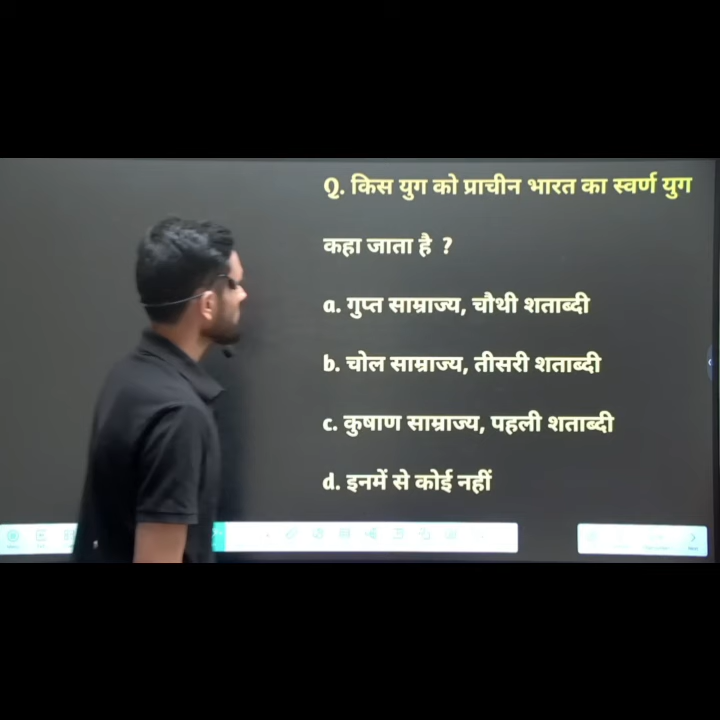 Q. किस युग को प्राचीन भारत का स्वर्ण युग
कहा जाता है ?
a. गुप्त साम्राज्य, चौथी शताब्दी
b. चोल साम्राज्य, तीसरी शताब्दी
c. कुषाण साम्राज्य, पहली शताब्दी
d. इनमें से कोई नहीं